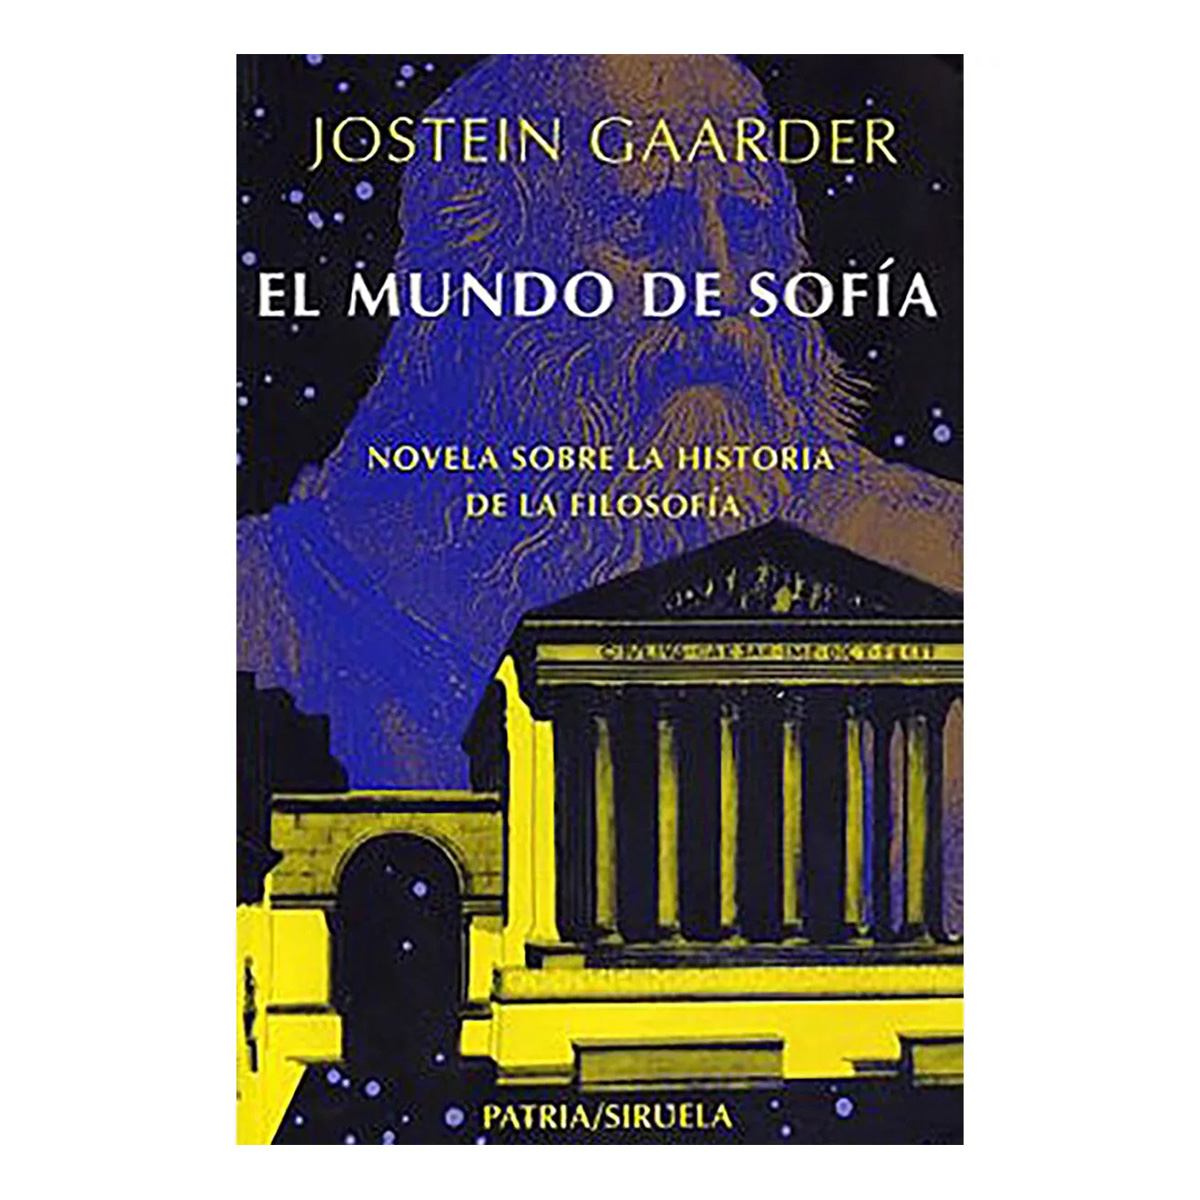 JOSTEIN GAARDER
EL MUNDO DE SOFÍA
NOVELA SOBRE LA HISTORIA
DE LA FILOSOFÍA
PATRIA/SIRUELA